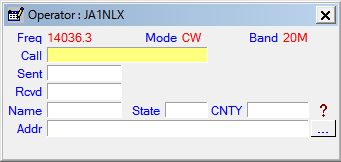 Operator : JA1NLX
Freq 14036.3 Mode CW Band 20M
Call
Sent
Rcvd
Name State CNTY ?
Addr ...